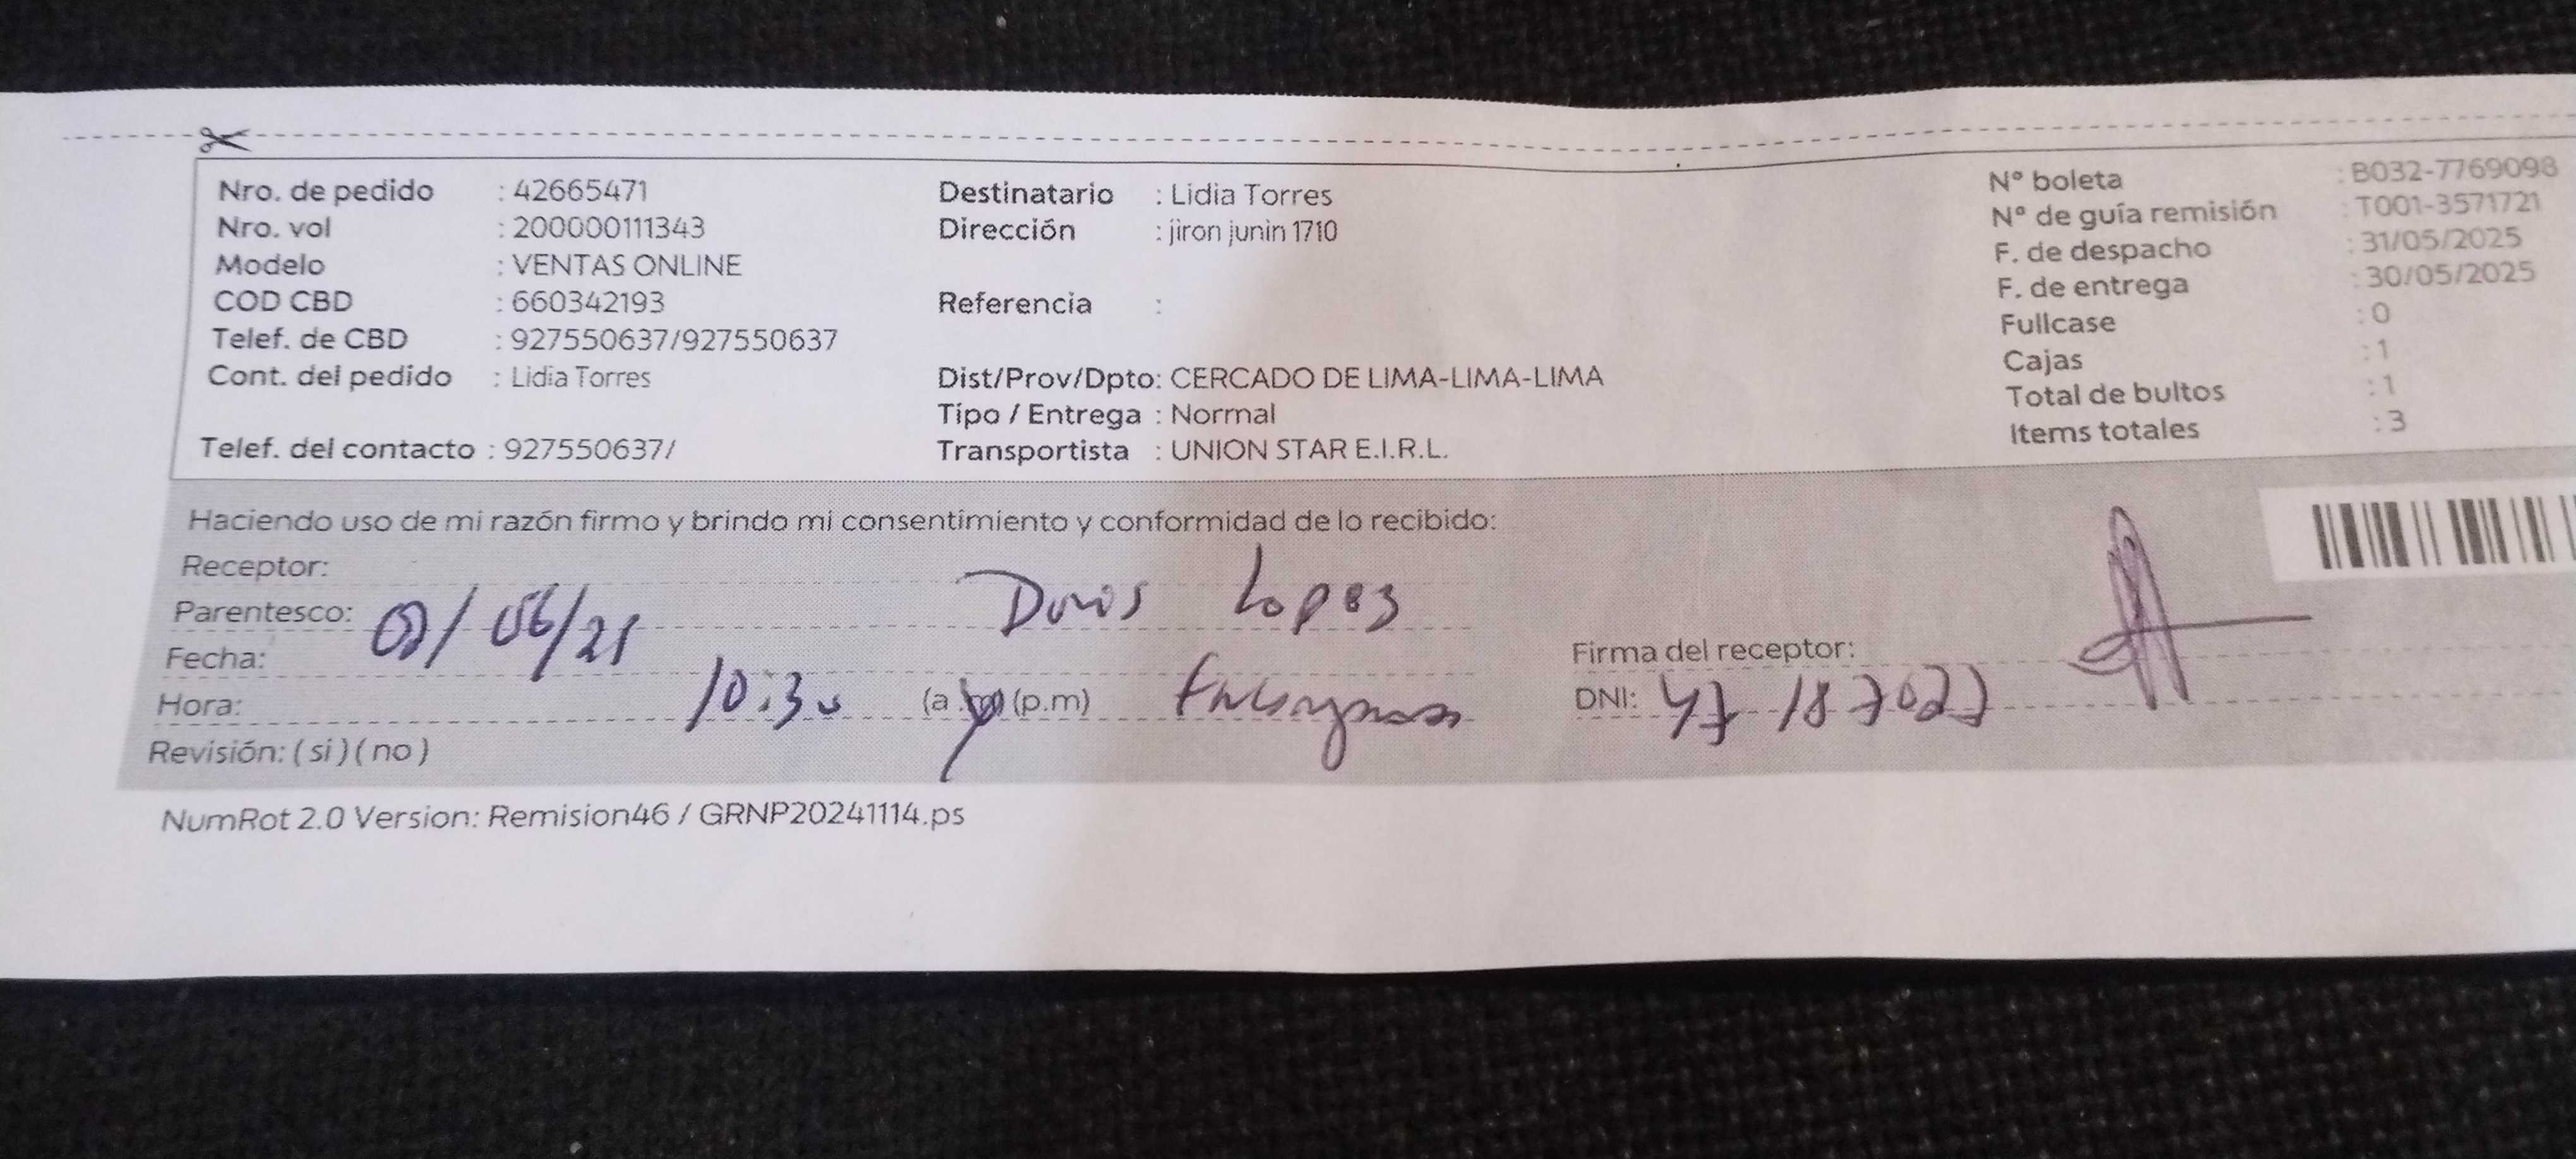 Nro. de pedido : 42665471
Nro. vol : 200000111343
Modelo : VENTAS ONLINE
COD CBD : 660342193
Telef. de CBD : 927550637/927550637
Cont. del pedido : Lidia Torres
Telef. del contacto : 927550637/
Destinatario : Lidia Torres
Dirección : jiron junin 1710
Referencia :
Dist/Prov/Dpto: CERCADO DE LIMA-LIMA-LIMA
Tipo / Entrega : Normal
Transportista : UNION STAR E.I.R.L.
N° boleta : B032-7769098
N° de guía remisión : T001-3571721
F. de despacho : 31/05/2025
F. de entrega : 30/05/2025
Fullcase : 0
Cajas : 1
Total de bultos : 1
Items totales : 3
Haciendo uso de mi razón firmo y brindo mi consentimiento y conformidad de lo recibido:
Receptor: Doris Lopez
Parentesco:
Fecha:
Hora: 10:30 (a.m) (p.m)
Revisión: ( si ) ( no )
Firma del receptor:
DNI: 47187027
NumRot 2.0 Version: Remision46 / GRNP20241114.ps